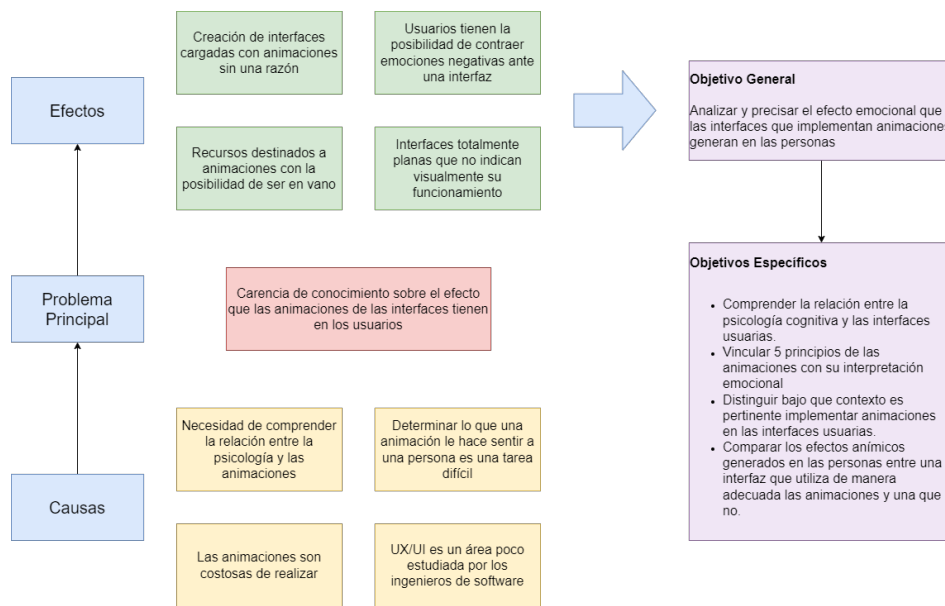 Efectos
Creación de interfaces
cargadas con animaciones
sin una razón
Usuarios tienen la
posibilidad de contraer
emociones negativas ante
una interfaz
Recursos destinados a
animaciones con la
posibilidad de ser en vano
Interfaces totalmente
planas que no indican
visualmente su
funcionamiento
Problema
Principal
Carencia de conocimiento sobre el efecto
que las animaciones de las interfaces tienen
en los usuarios
Causas
Necesidad de comprender
la relación entre la
psicología y las
animaciones
Determinar lo que una
animación le hace sentir a
una persona es una tarea
difícil
Las animaciones son
costosas de realizar
UX/UI es un área poco
estudiada por los
ingenieros de software
Objetivo General
Analizar y precisar el efecto emocional que
las interfaces que implementan animaciones
generan en las personas
Objetivos Específicos
• Comprender la relación entre la
psicología cognitiva y las interfaces
usuarias.
• Vincular 5 principios de las
animaciones con su interpretación
emocional
• Distinguir bajo que contexto es
pertinente implementar animaciones
en las interfaces usuarias.
• Comparar los efectos anímicos
generados en las personas entre una
interfaz que utiliza de manera
adecuada las animaciones y una que
no.